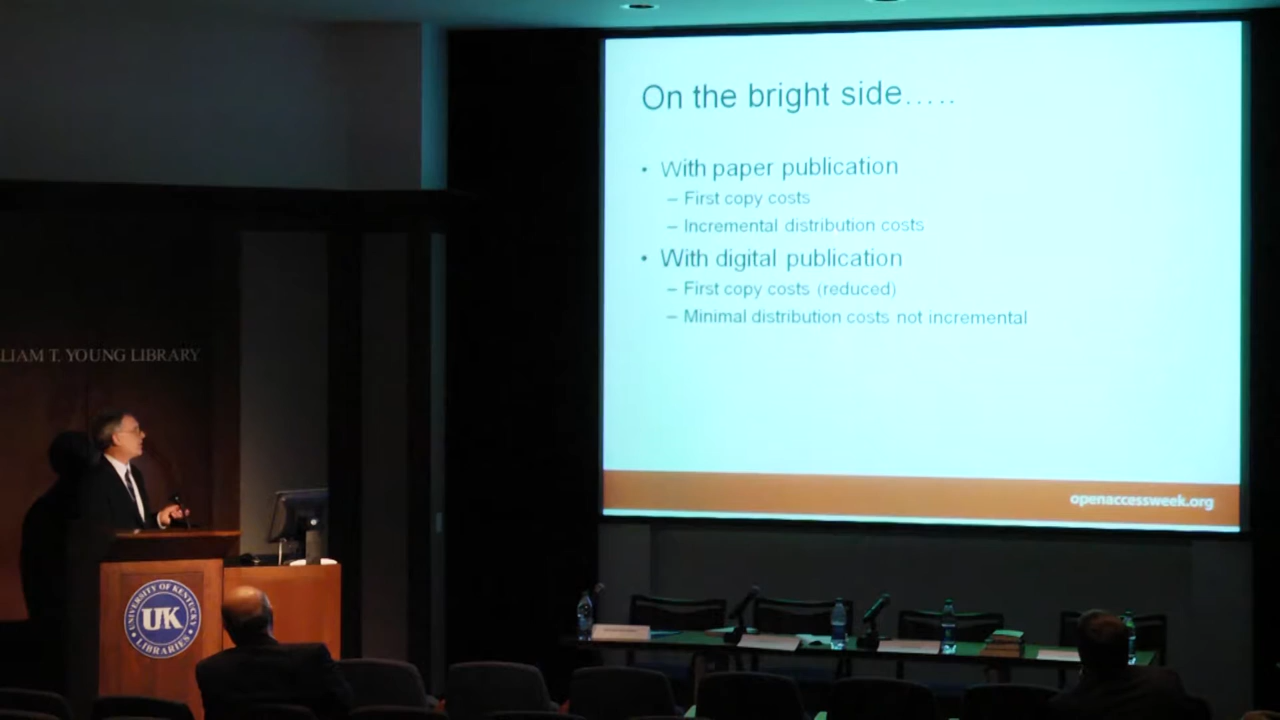 On the bright side.....
• With paper publication
– First copy costs
– Incremental distribution costs
• With digital publication
– First copy costs (reduced)
– Minimal distribution costs not incremental
openaccessweek.org
LIAM T. YOUNG LIBRARY
UNIVERSITY OF KENTUCKY
UK
LIBRARIES